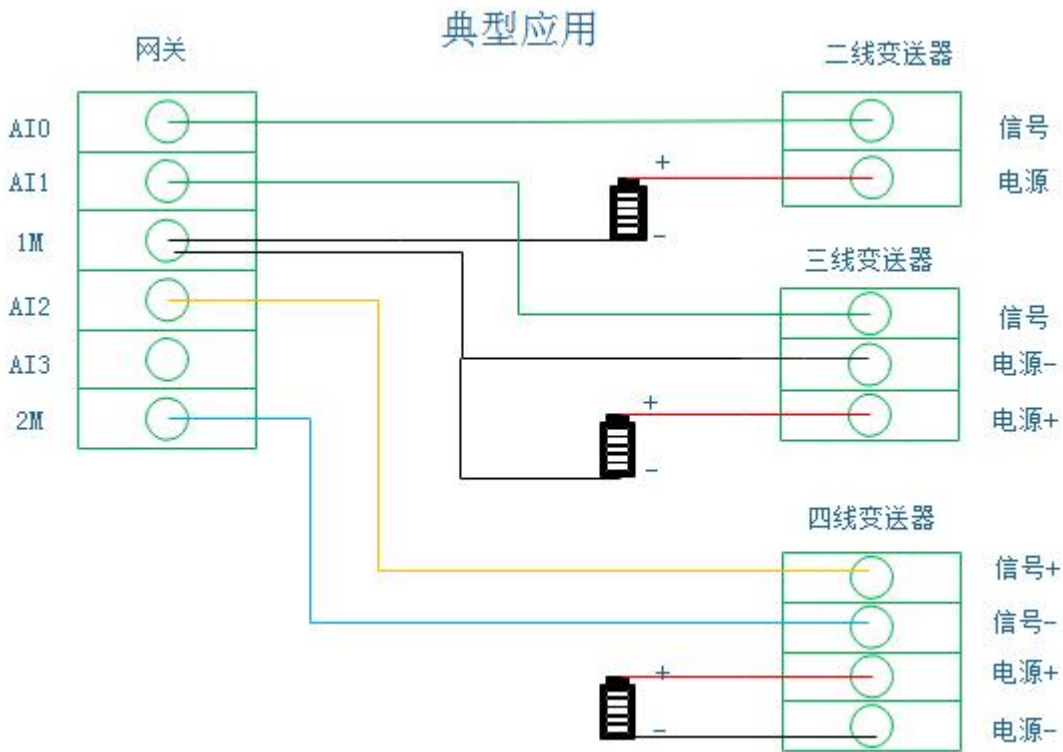 典型应用
网关
二线变送器
AI0
信号
AI1
电源
1M
+
-
三线变送器
AI2
信号
AI3
电源-
2M
电源+
+
-
四线变送器
信号+
信号-
电源+
电源-
+
-